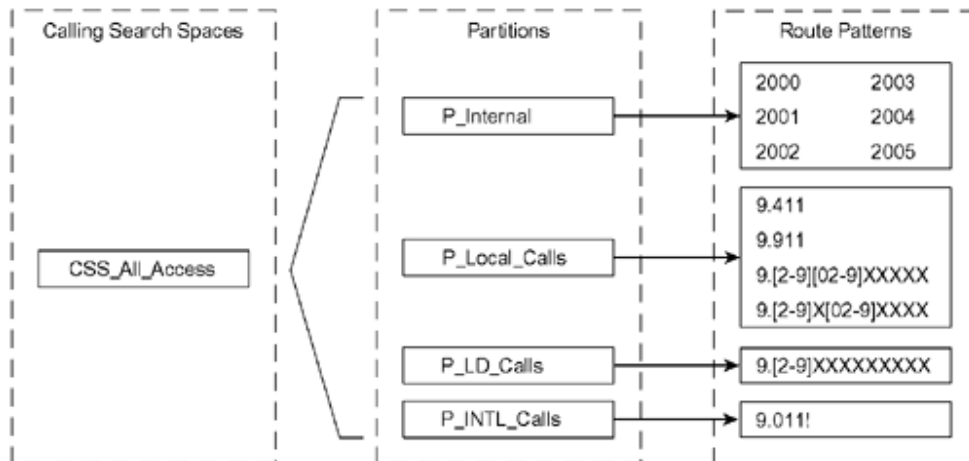 Calling Search Spaces
Partitions
Route Patterns
CSS_All_Access
P_Internal
2000 2003
2001 2004
2002 2005
P_Local_Calls
9.411
9.911
9.[2-9][02-9]XXXXX
9.[2-9]X[02-9]XXXX
P_LD_Calls
9.[2-9]XXXXXXXXX
P_INTL_Calls
9.011!